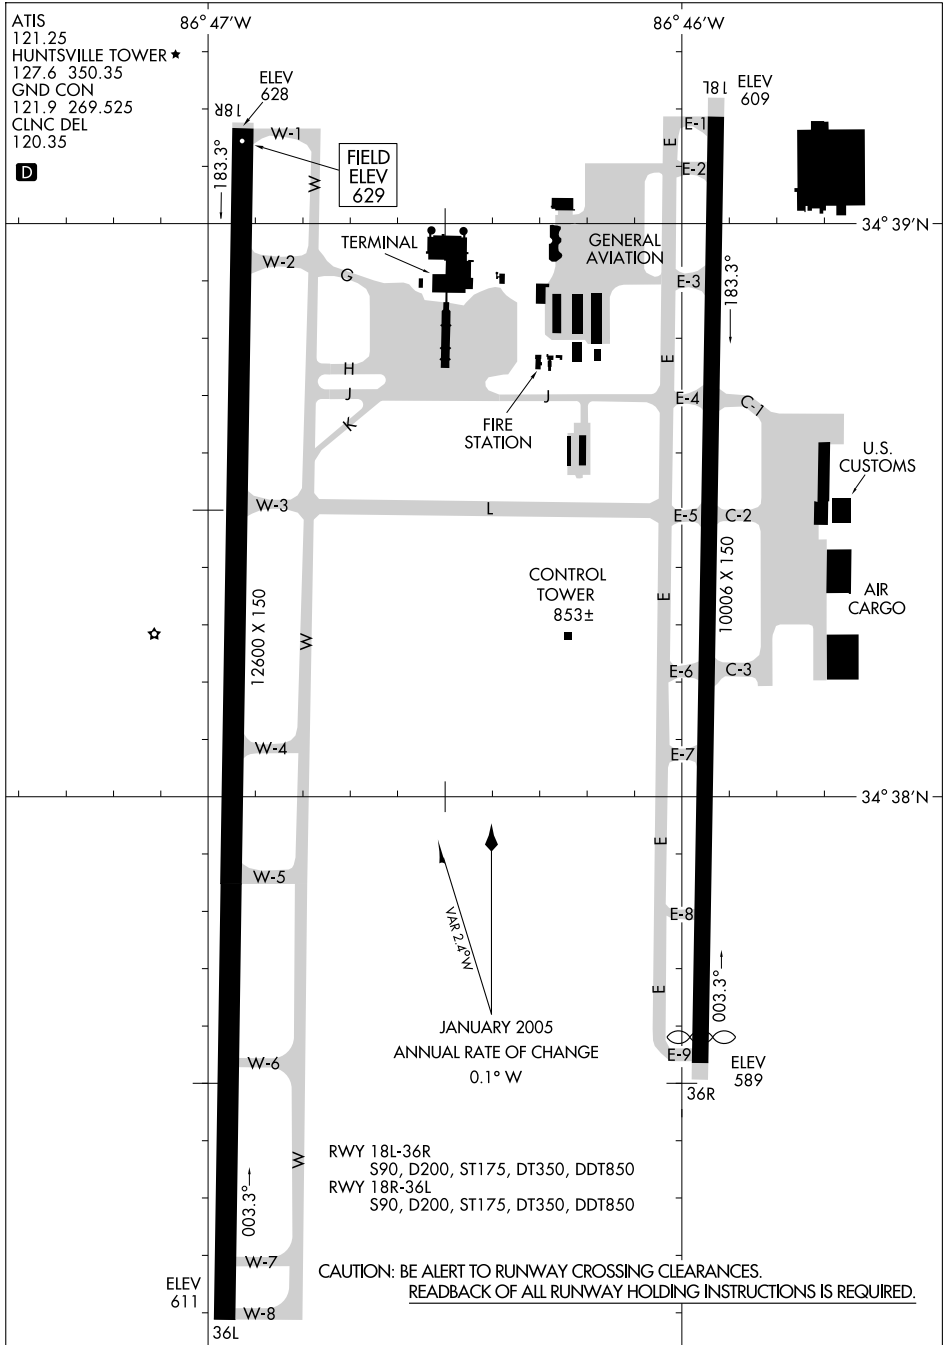 ATIS
121.25
HUNTSVILLE TOWER ★
127.6 350.35
GND CON
121.9 269.525
CLNC DEL
120.35
D
86° 47'W
86° 46'W
18R
ELEV
628
18L
ELEV
609
W-1
E-1
E
183.3°
W
FIELD
ELEV
629
E-2
34° 39'N
TERMINAL
GENERAL
AVIATION
W-2
G
E-3
183.3°
H
E
J
J
E-4
C-1
K
FIRE
STATION
U.S.
CUSTOMS
W-3
L
E-5
C-2
CONTROL
TOWER
853±
E
10006 X 150
AIR
CARGO
12600 X 150
W
E-6
C-3
W-4
E-7
34° 38'N
E
W-5
VAR 2.4°W
E-8
E
003.3°
JANUARY 2005
ANNUAL RATE OF CHANGE
0.1° W
W-6
E-9
ELEV
589
36R
W
RWY 18L-36R
S90, D200, ST175, DT350, DDT850
RWY 18R-36L
S90, D200, ST175, DT350, DDT850
003.3°
W-7
ELEV
611
CAUTION: BE ALERT TO RUNWAY CROSSING CLEARANCES.
READBACK OF ALL RUNWAY HOLDING INSTRUCTIONS IS REQUIRED.
W-8
36L